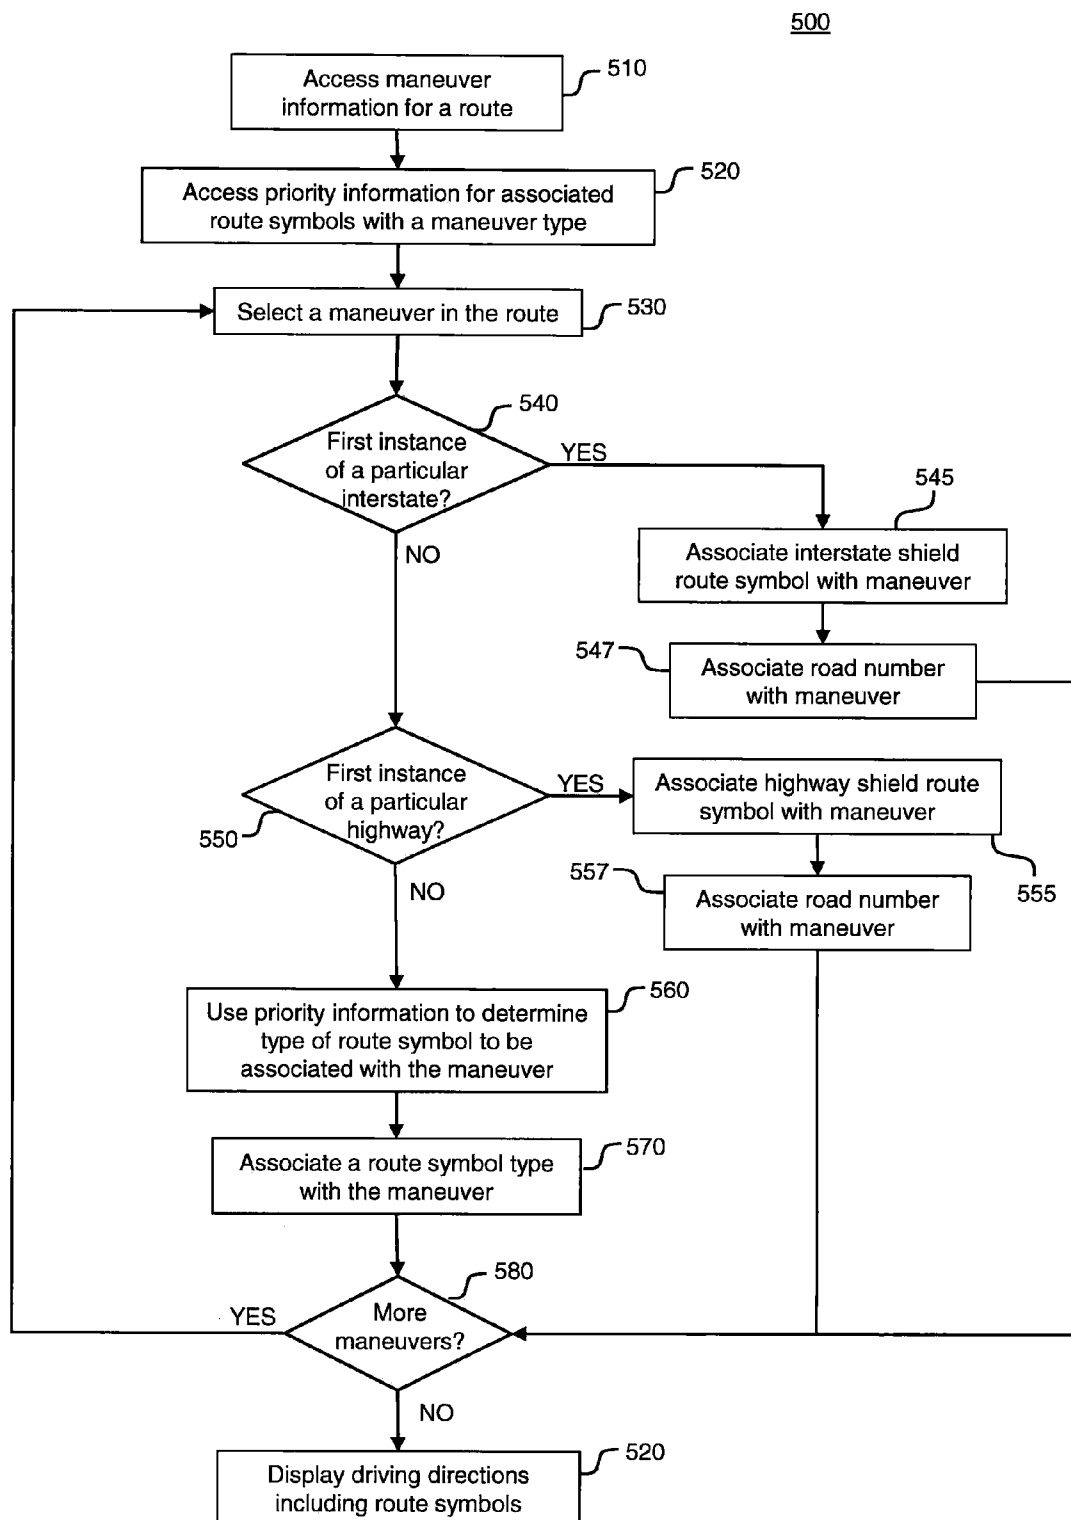 500
Access maneuver
information for a route
510
Access priority information for associated
route symbols with a maneuver type
520
Select a maneuver in the route
530
First instance
of a particular
interstate?
540
YES
NO
545
Associate interstate shield
route symbol with maneuver
547
Associate road number
with maneuver
First instance
of a particular
highway?
550
YES
NO
Associate highway shield route
symbol with maneuver
555
557
Associate road number
with maneuver
Use priority information to determine
type of route symbol to be
associated with the maneuver
560
Associate a route symbol type
with the maneuver
570
More
maneuvers?
580
YES
NO
Display driving directions
including route symbols
520